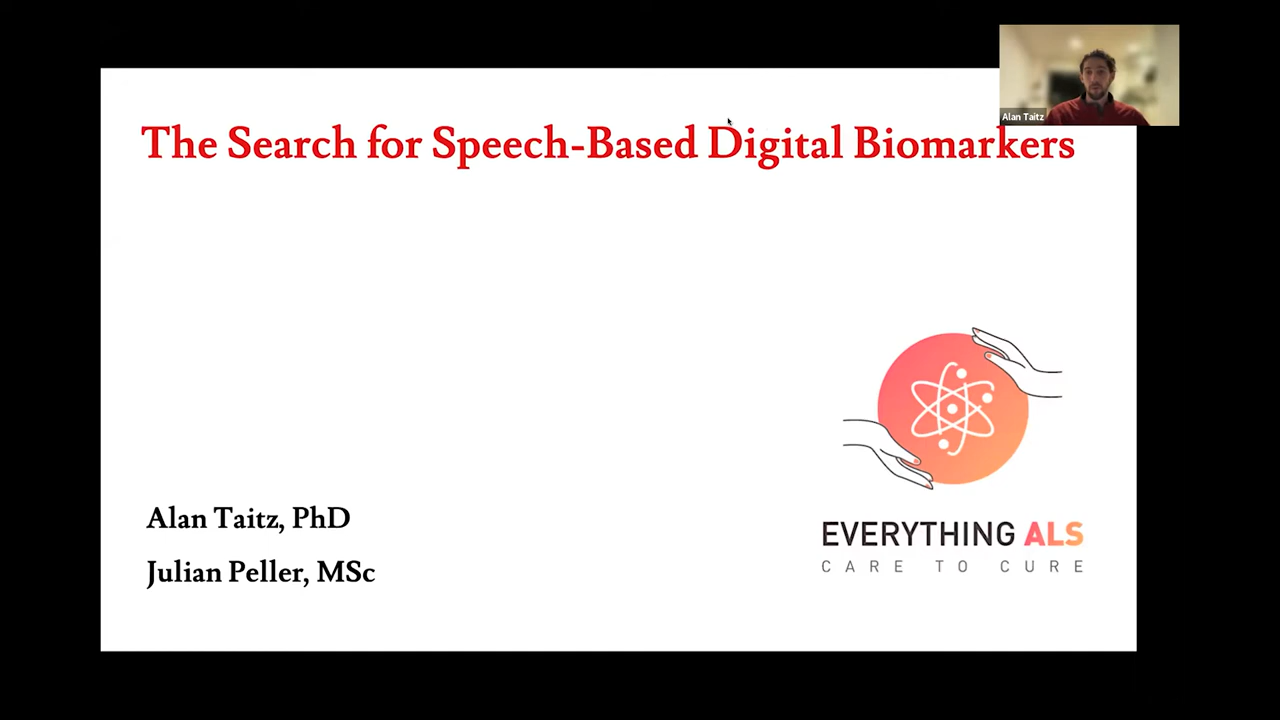 Alan Taitz
The Search for Speech-Based Digital Biomarkers
Alan Taitz, PhD
Julian Peller, MSc
EVERYTHING ALS
CARE TO CURE